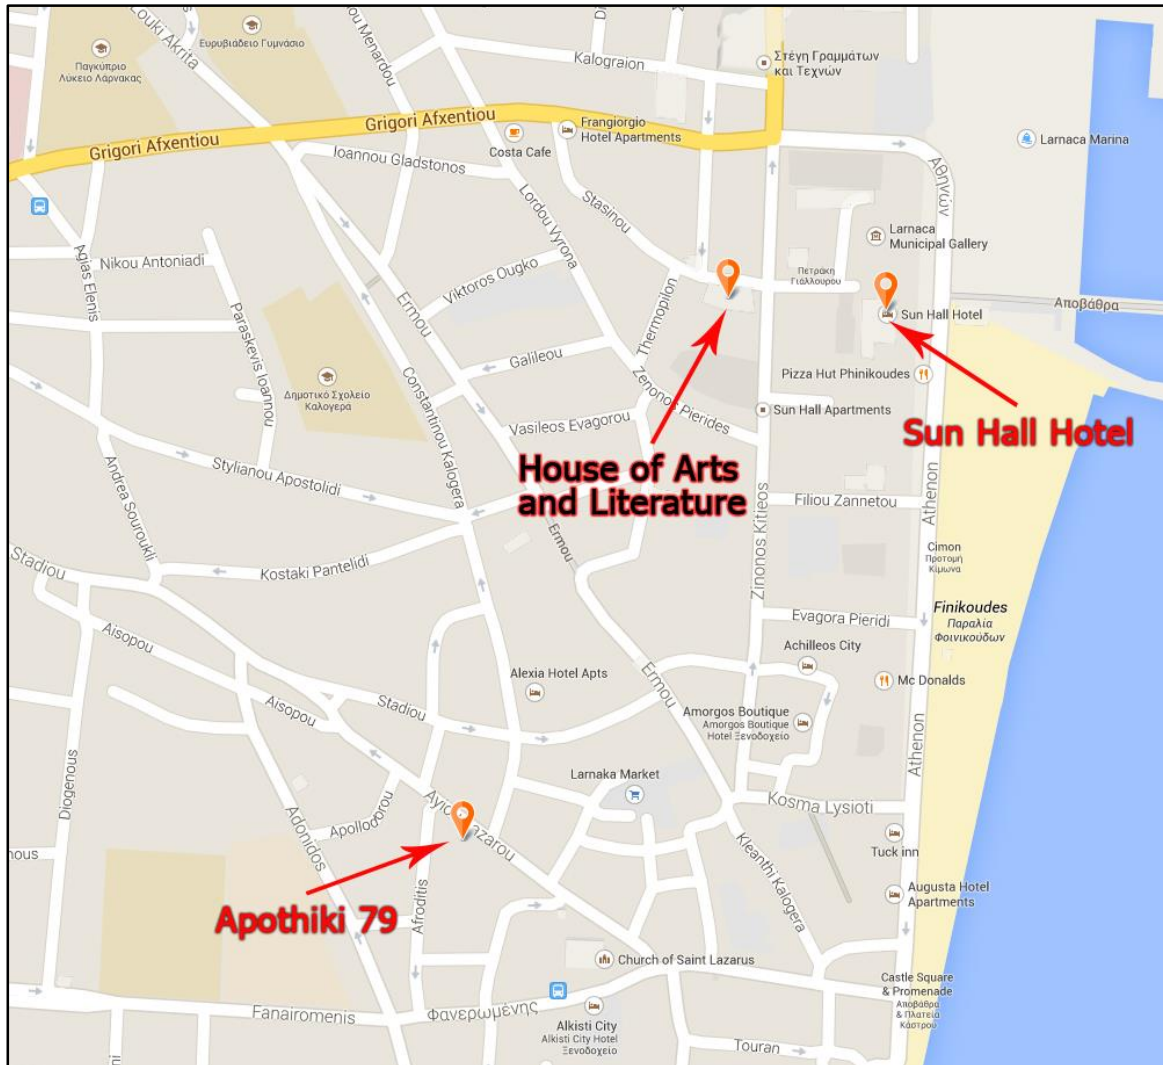 Louki Akrita
Παγκύπριο
Λύκειο Λάρνακας
Ευρυβιάδειο Γυμνάσιο
Menardou
Kalograion
Στέγη Γραμμάτων
και Τεχνών
Grigori Afxentiou
Grigori Afxentiou
Costa Cafe
Frangiorgio
Hotel Apartments
Larnaca Marina
Αθηνών
Ioannou Gladstonos
Lordou Vyrona
Stasinou
Agias Elenis
Nikou Antoniadi
Paraskevis Ioannou
Ermou
Viktoros Ougko
Thermopilon
Larnaca
Municipal Gallery
Πετράκη
Γιάλλουρου
Sun Hall Hotel
Αποβάθρα
Galileou
Δημοτικό Σχολείο
Καλογερά
Constantinou Kalogera
Zenonos Pierides
Pizza Hut Phinikoudes
Sun Hall Apartments
Sun Hall Hotel
Vasileos Evagorou
House of Arts
and Literature
Stylianou Apostolidi
Andrea Souroukli
Zinonos Kitieos
Filiou Zannetou
Athenon
Ermou
Stadiou
Kostaki Pantelidi
Cimon
Προτομή
Κίμωνα
Finikoudes
Παραλία
Φοινικούδων
Evagora Pieridi
Aisopou
Achilleos City
Alexia Hotel Apts
Ermou
Mc Donalds
Aisopou
Stadiou
Amorgos Boutique
Amorgos Boutique
Hotel Ξενοδοχείο
Athenon
Diogenous
Larnaka Market
Kosma Lysioti
Apollodorou
Adonidos
Kleanthi Kalogera
Tuck inn
nous
Augusta Hotel
Apartments
Apothiki 79
Afroditis
Church of Saint Lazarus
Castle Square
& Promenade
Αποβάθρα
& Πλατεία
Κάστρου
Fanairomenis
Φανερωμένης
Alkisti City
Alkisti City Hotel
Ξενοδοχείο
Touran